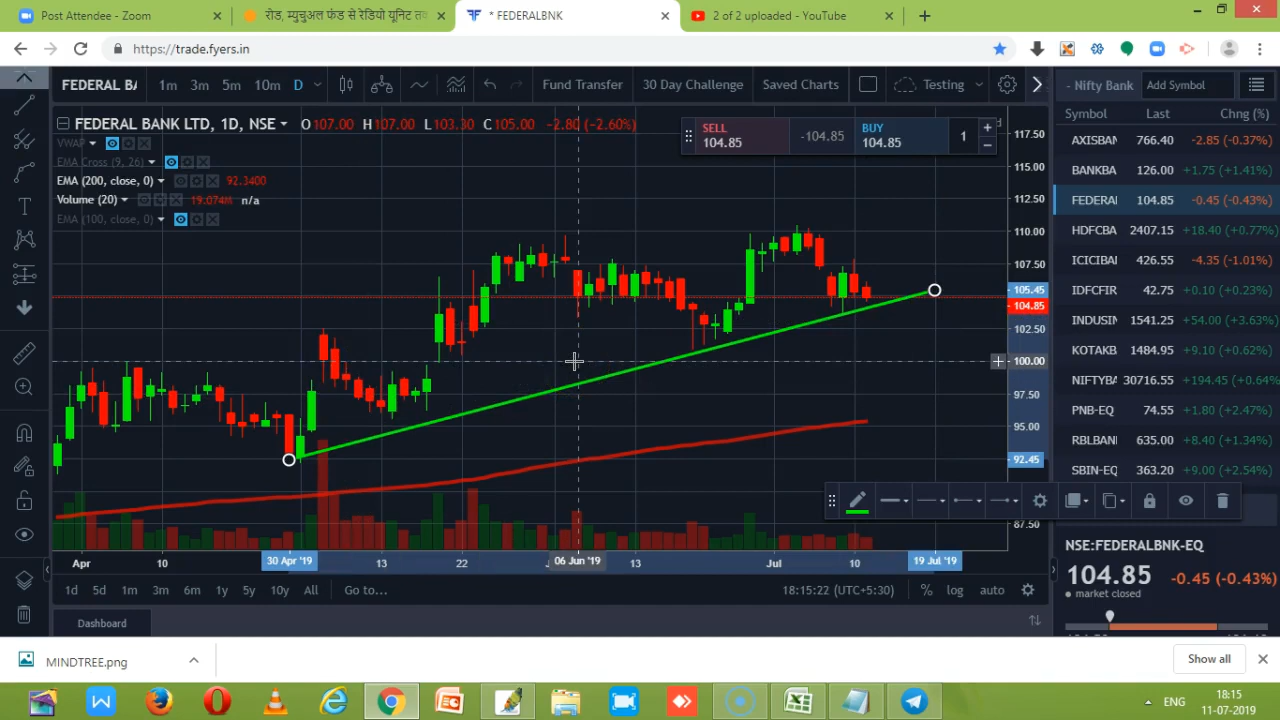 Post Attendee - Zoom
रोड, म्युचुअल फंड से रेडियो यूनिट तक
* FEDERALBNK
2 of 2 uploaded - YouTube
https://trade.fyers.in
FEDERAL BA
1m 3m 5m 10m D
Fund Transfer
30 Day Challenge
Saved Charts
Testing
- Nifty Bank
Add Symbol
Symbol Last Chg (%)
FEDERAL BANK LTD, 1D, NSE O107.00 H107.00 L103.30 C105.00 -2.80 (-2.60%)
VWAP
EMA Cross (9, 26)
EMA (200, close, 0) 92.3400
Volume (20) 19.074M n/a
EMA (100, close, 0)
SELL
104.85
-104.85
BUY
104.85
1
117.50
115.00
112.50
110.00
107.50
105.45
104.85
102.50
100.00
97.50
95.00
92.45
87.50
AXISBAN 766.40 -2.85 (-0.37%)
BANKBA 126.00 +1.75 (+1.41%)
FEDERAI 104.85 -0.45 (-0.43%)
HDFCBA 2407.15 +18.40 (+0.77%)
ICICIBAI 426.55 -4.35 (-1.01%)
IDFCFIR 42.75 +0.10 (+0.23%)
INDUSIN 1541.25 +54.00 (+3.63%)
KOTAKB 1484.95 +9.10 (+0.62%)
NIFTYBA 30716.55 +194.45 (+0.64%
PNB-EQ 74.55 +1.80 (+2.47%)
RBLBANI 635.00 +8.40 (+1.34%)
SBIN-EQ 363.20 +9.00 (+2.54%)
Apr 10 30 Apr '19 13 22 06 Jun '19 13 Jul 10 19 Jul '19
1d 5d 1m 3m 6m 1y 5y 10y All Go to...
18:15:22 (UTC+5:30) % log auto
NSE:FEDERALBNK-EQ
104.85 -0.45 (-0.43%)
market closed
Dashboard
MINDTREE.png
Show all
ENG
18:15
11-07-2019